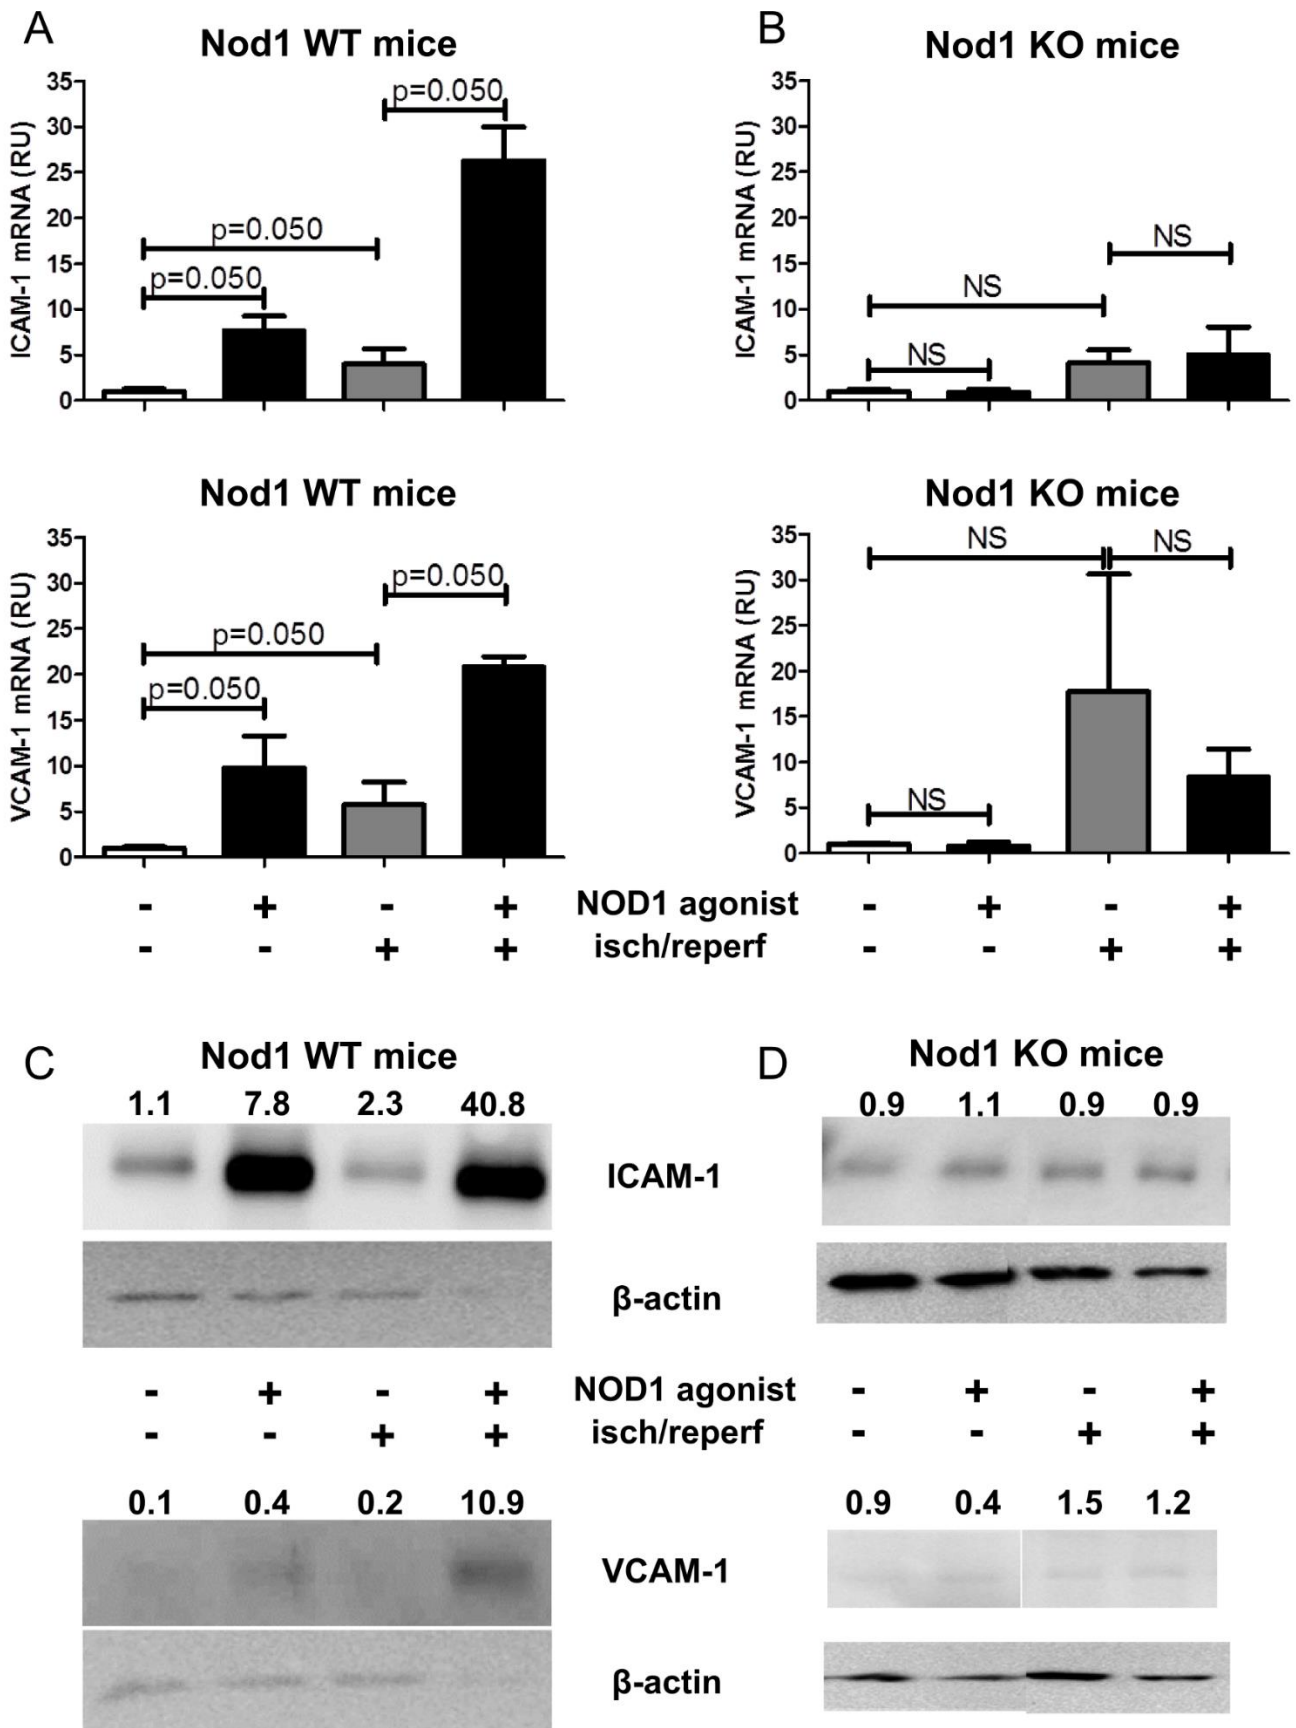 A
B
Nod1 WT mice
Nod1 KO mice
ICAM-1 mRNA (RU)
35
30
25
20
15
10
5
0
p=0.050
p=0.050
p=0.050
ICAM-1 mRNA (RU)
35
30
25
20
15
10
5
0
NS
NS
NS
Nod1 WT mice
Nod1 KO mice
VCAM-1 mRNA (RU)
35
30
25
20
15
10
5
0
p=0.050
p=0.050
p=0.050
VCAM-1 mRNA (RU)
35
30
25
20
15
10
5
0
NS
NS
NS
- + - + NOD1 agonist - + - +
- - + + isch/reperf - - + +
C
D
Nod1 WT mice
Nod1 KO mice
1.1 7.8 2.3 40.8
0.9 1.1 0.9 0.9
ICAM-1
β-actin
- + - + NOD1 agonist - + - +
- - + + isch/reperf - - + +
0.1 0.4 0.2 10.9
0.9 0.4 1.5 1.2
VCAM-1
β-actin